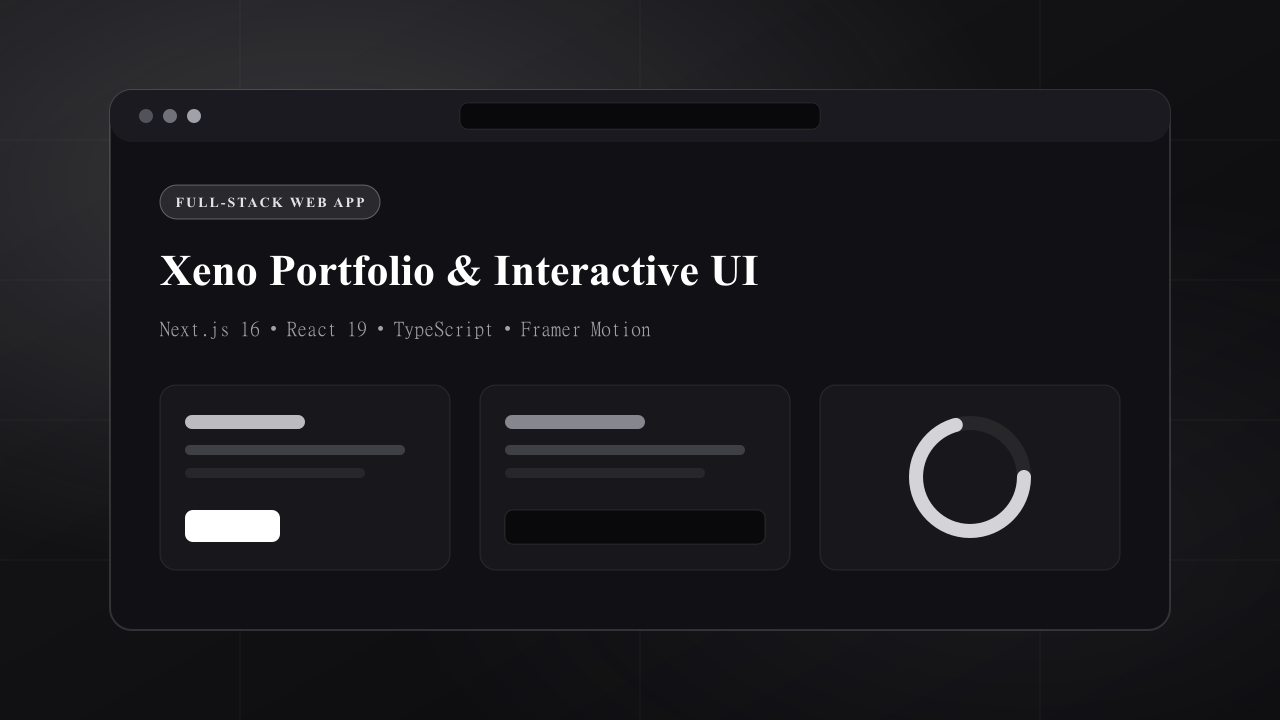 FULL-STACK WEB APP
Xeno Portfolio & Interactive UI
Next.js 16 • React 19 • TypeScript • Framer Motion